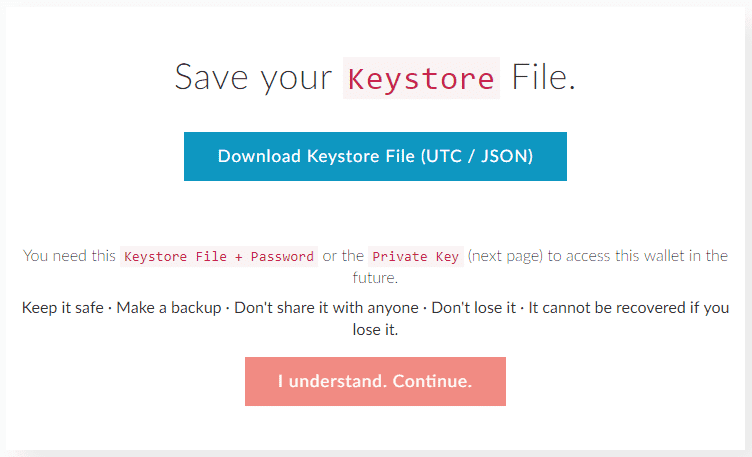 Save your Keystore File.
Download Keystore File (UTC / JSON)
You need this Keystore File + Password or the Private Key (next page) to access this wallet in the
future.
Keep it safe · Make a backup · Don't share it with anyone · Don't lose it · It cannot be recovered if you
lose it.
I understand. Continue.